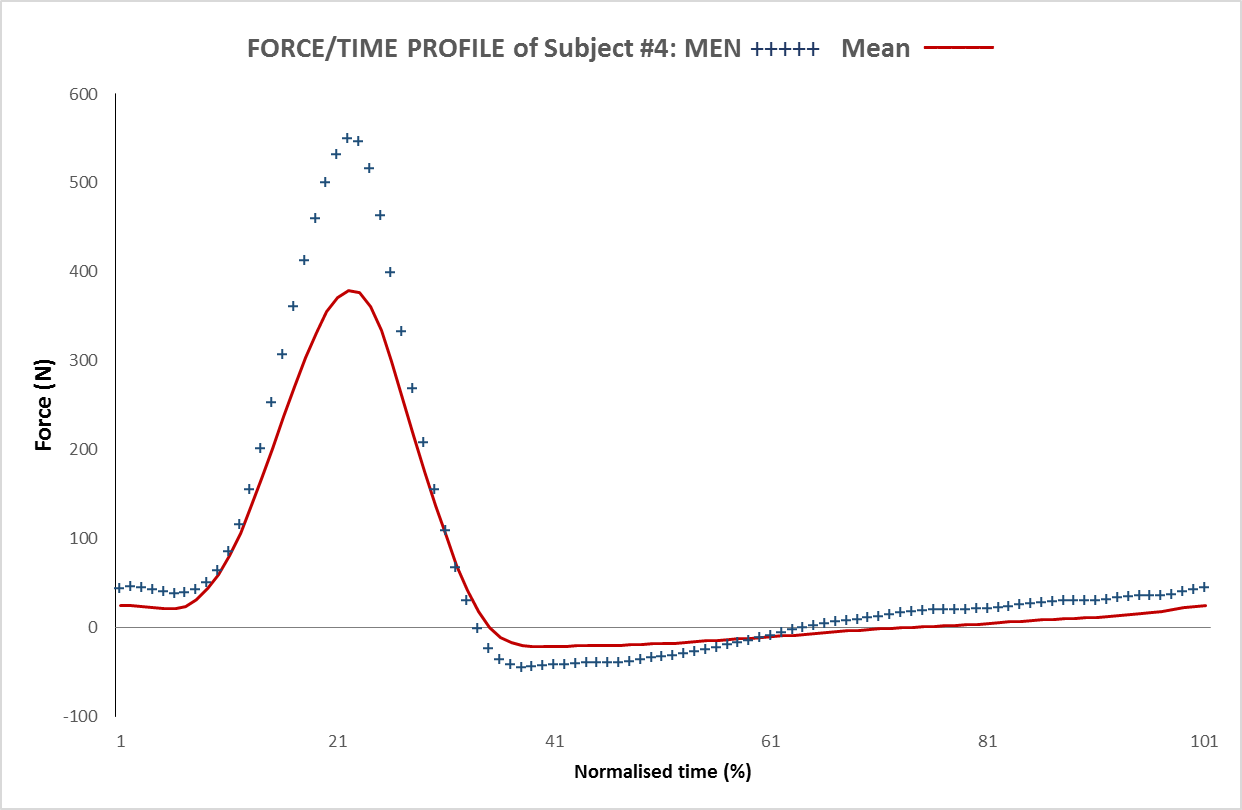 FORCE/TIME PROFILE of Subject #4: MEN +++++ Mean
600
500
400
300
200
100
0
-100
Force (N)
1 21 41 61 81 101
Normalised time (%)